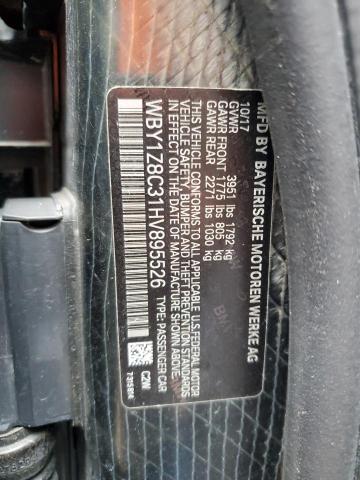 MFD BY BAYERISCHE MOTOREN WERKE AG
10/17
GVWR 3951 lbs 1792 kg
GAWR FRONT 1775 lbs 805 kg
GAWR REAR 2271 lbs 1030 kg
THIS VEHICLE CONFORMS TO ALL APPLICABLE U.S. FEDERAL MOTOR
VEHICLE SAFETY, BUMPER AND THEFT PREVENTION STANDARDS
IN EFFECT ON THE DATE OF MANUFACTURE SHOWN ABOVE.
WBY1Z8C31HV895526 TYPE: PASSENGER CAR
C2W